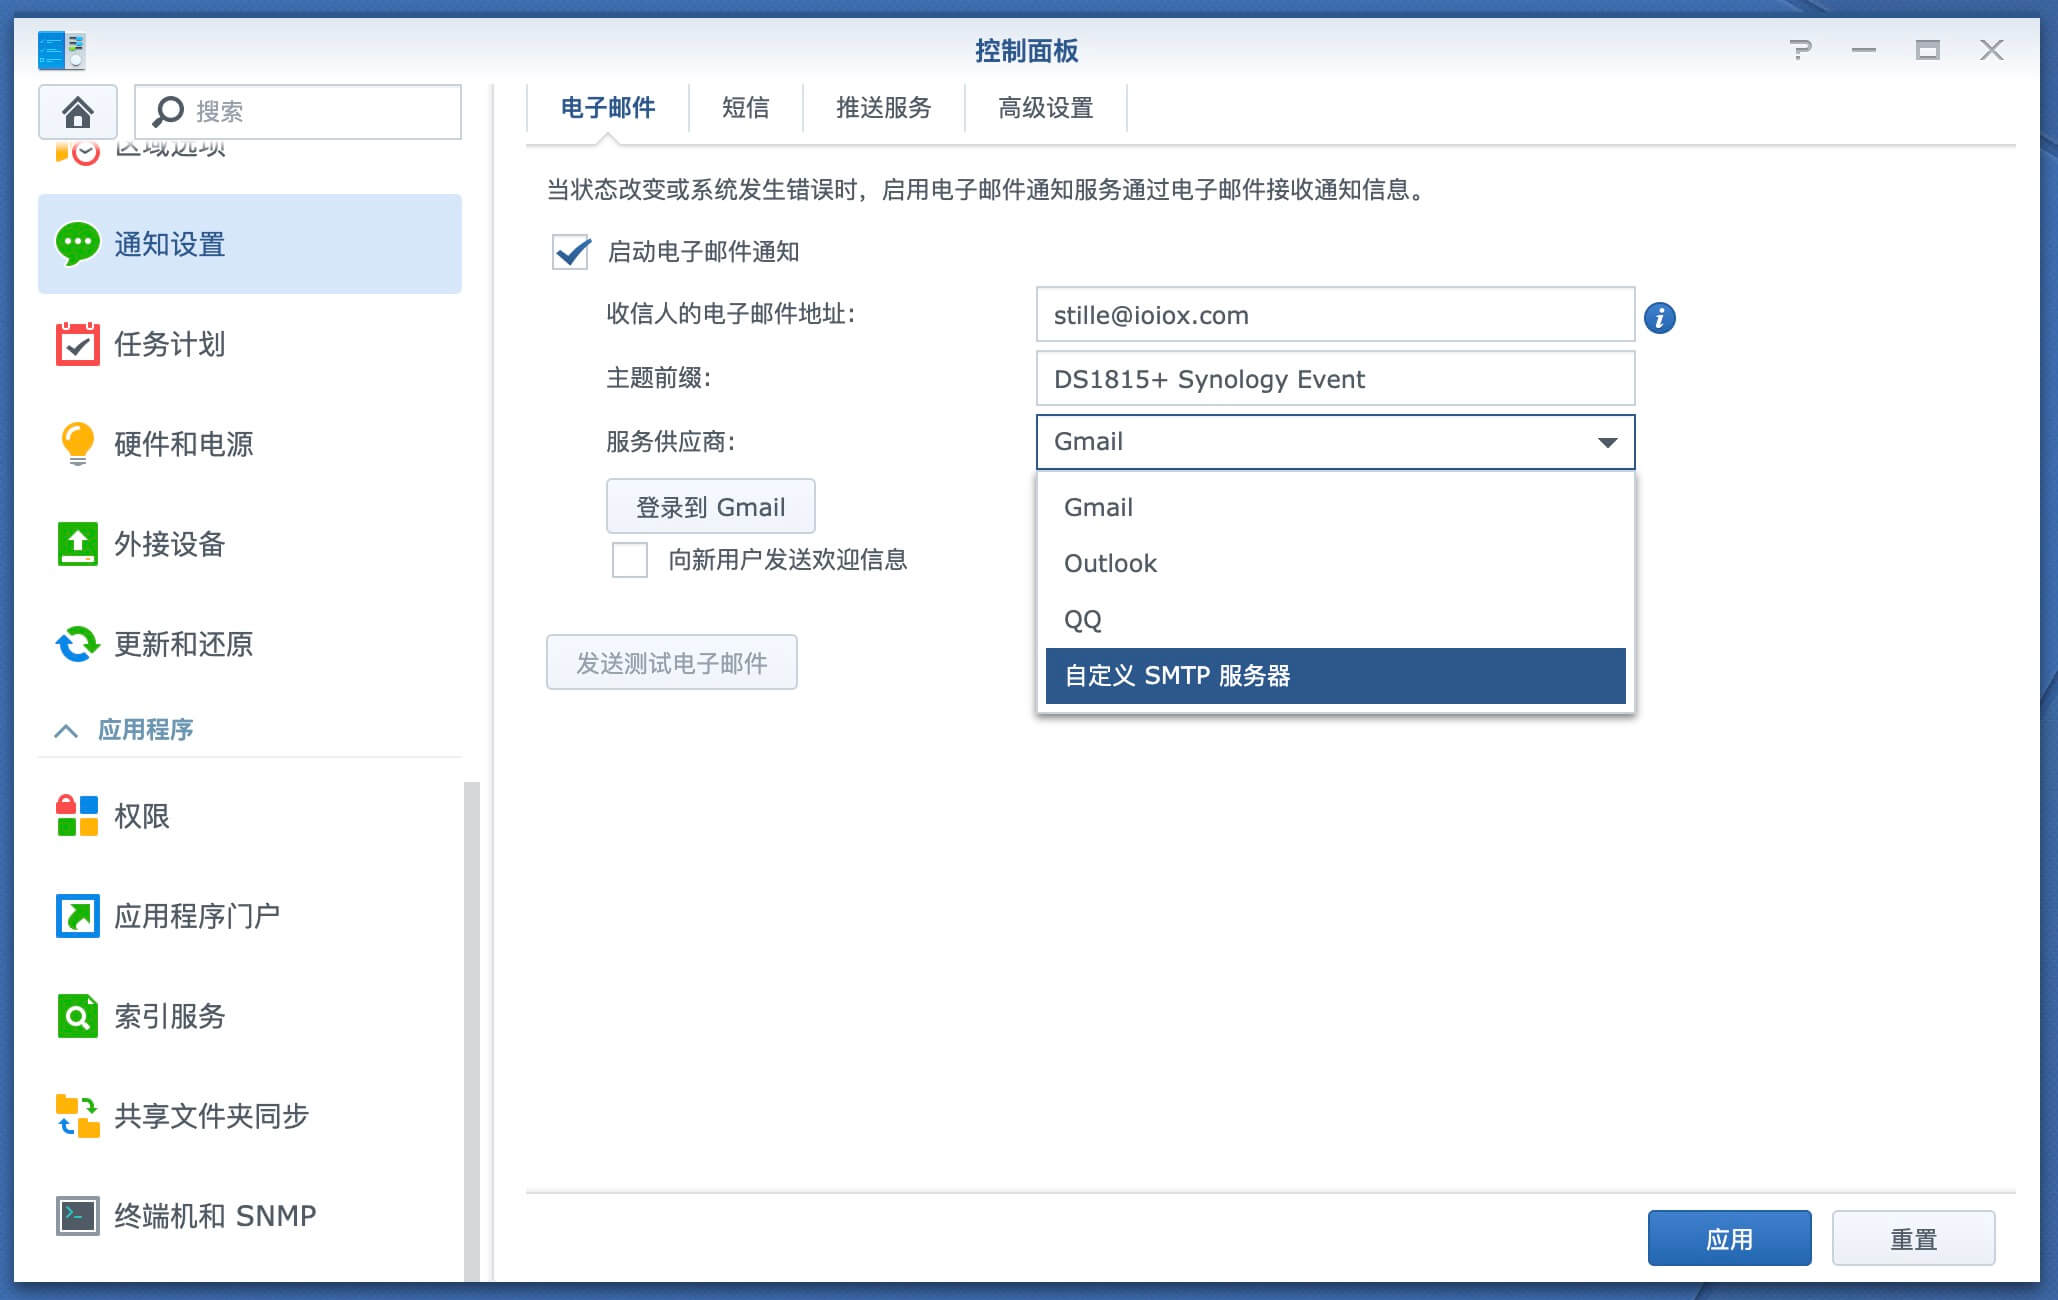 控制面板
搜索
区域选项
通知设置
任务计划
硬件和电源
外接设备
更新和还原
应用程序
权限
应用程序门户
索引服务
共享文件夹同步
终端机和 SNMP
电子邮件
短信
推送服务
高级设置
当状态改变或系统发生错误时，启用电子邮件通知服务通过电子邮件接收通知信息。
启动电子邮件通知
收信人的电子邮件地址：
stille@ioiox.com
主题前缀：
DS1815+ Synology Event
服务供应商：
Gmail
登录到 Gmail
向新用户发送欢迎信息
发送测试电子邮件
Gmail
Outlook
QQ
自定义 SMTP 服务器
应用
重置